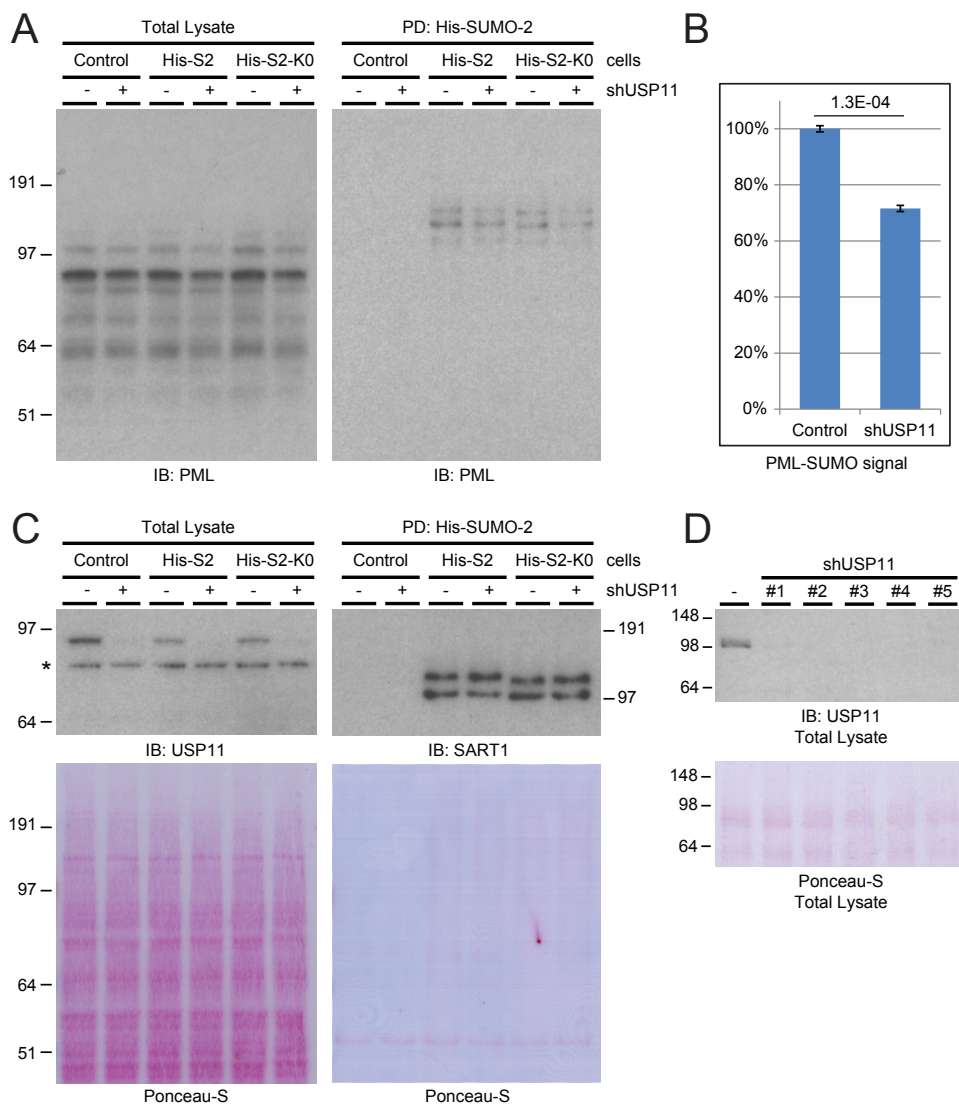 A
Total Lysate
PD: His-SUMO-2
Control His-S2 His-S2-K0
Control His-S2 His-S2-K0 cells
- + - + - +
- + - + - + shUSP11
191
97
64
51
IB: PML
IB: PML
B
1.3E-04
100%
80%
60%
40%
20%
0%
Control shUSP11
PML-SUMO signal
C
Total Lysate
PD: His-SUMO-2
Control His-S2 His-S2-K0
Control His-S2 His-S2-K0 cells
- + - + - +
- + - + - + shUSP11
97
*
64
191
97
IB: USP11
IB: SART1
191
97
64
51
Ponceau-S
Ponceau-S
D
shUSP11
- #1 #2 #3 #4 #5
148
98
64
IB: USP11
Total Lysate
148
98
64
Ponceau-S
Total Lysate